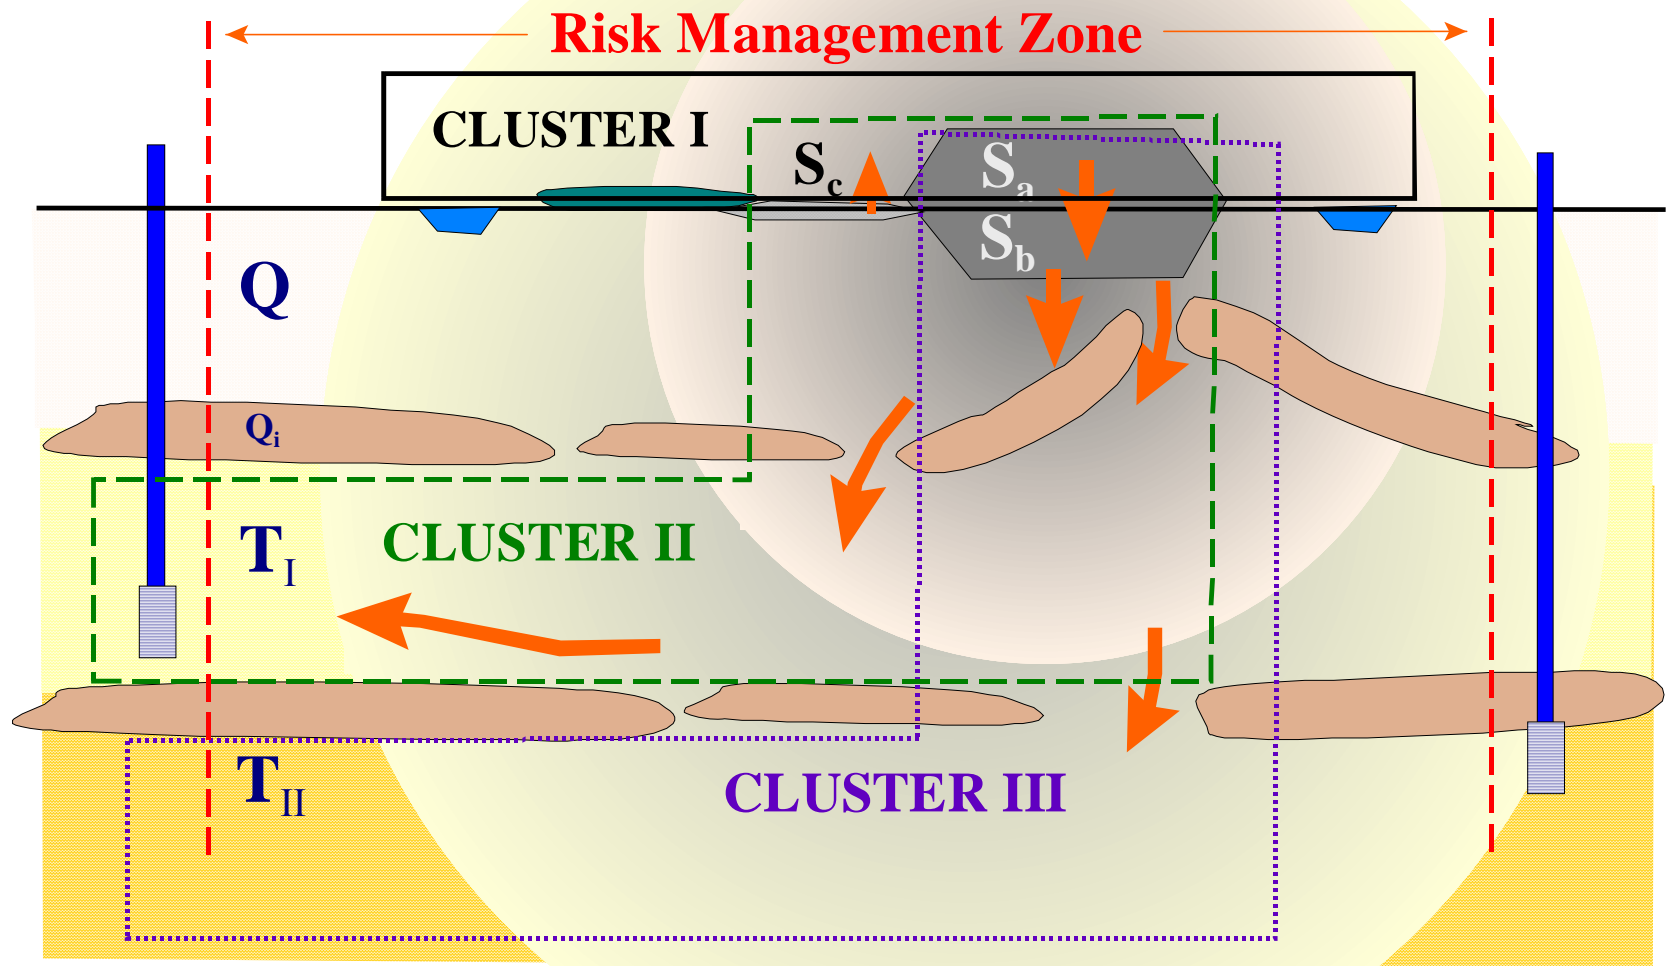 Risk Management Zone
CLUSTER I
Sc
Sa
Sb
Q
Qi
TI
CLUSTER II
TII
CLUSTER III